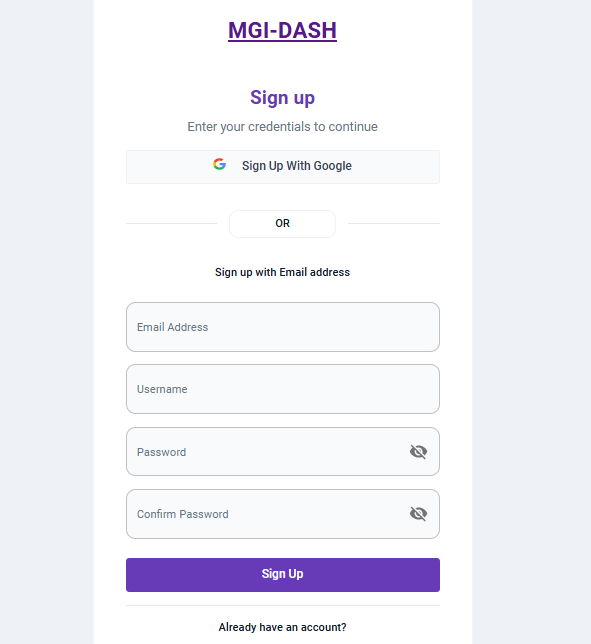 MGI-DASH
Sign up
Enter your credentials to continue
Sign Up With Google
OR
Sign up with Email address
Email Address
Username
Password
Confirm Password
Sign Up
Already have an account?